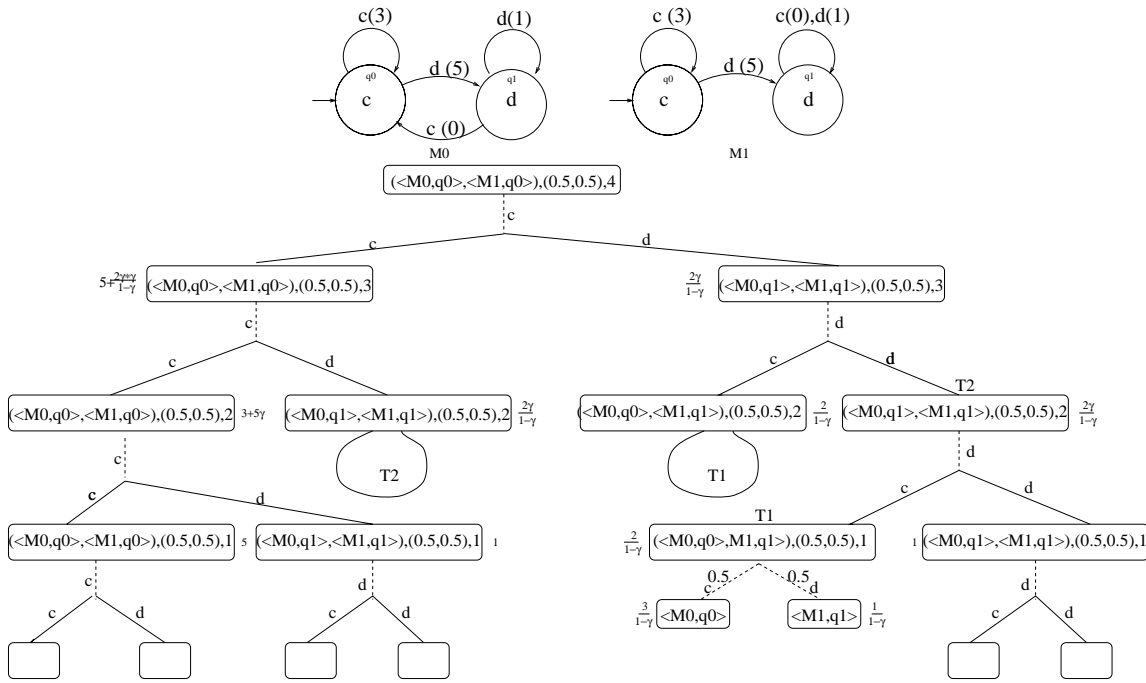 c(3)
d(1)
c (3)
c(0),d(1)
q0
q1
q0
q1
d (5)
d (5)
c
d
c
d
c (0)
M0
M1
(<M0,q0>,<M1,q0>),(0.5,0.5),4
c
c
d
5+2γ*γ/1−γ
(<M0,q0>,<M1,q0>),(0.5,0.5),3
2γ/1−γ
(<M0,q1>,<M1,q1>),(0.5,0.5),3
c
d
c
d
c
d
T2
(<M0,q0>,<M1,q0>),(0.5,0.5),2
3+5γ
(<M0,q1>,<M1,q1>),(0.5,0.5),2
2γ/1−γ
(<M0,q0>,<M1,q1>),(0.5,0.5),2
2/1−γ
(<M0,q1>,<M1,q1>),(0.5,0.5),2
2γ/1−γ
c
T2
T1
d
c
d
c
d
T1
(<M0,q0>,<M1,q0>),(0.5,0.5),1
5
(<M0,q1>,<M1,q1>),(0.5,0.5),1
1
2/1−γ
(<M0,q0>,M1,q1>),(0.5,0.5),1
1
(<M0,q1>,<M1,q1>),(0.5,0.5),1
c
d
0.5
0.5
d
c
d
c
d
c
d
3/1−γ
<M0,q0>
<M1,q1>
1/1−γ
c
d